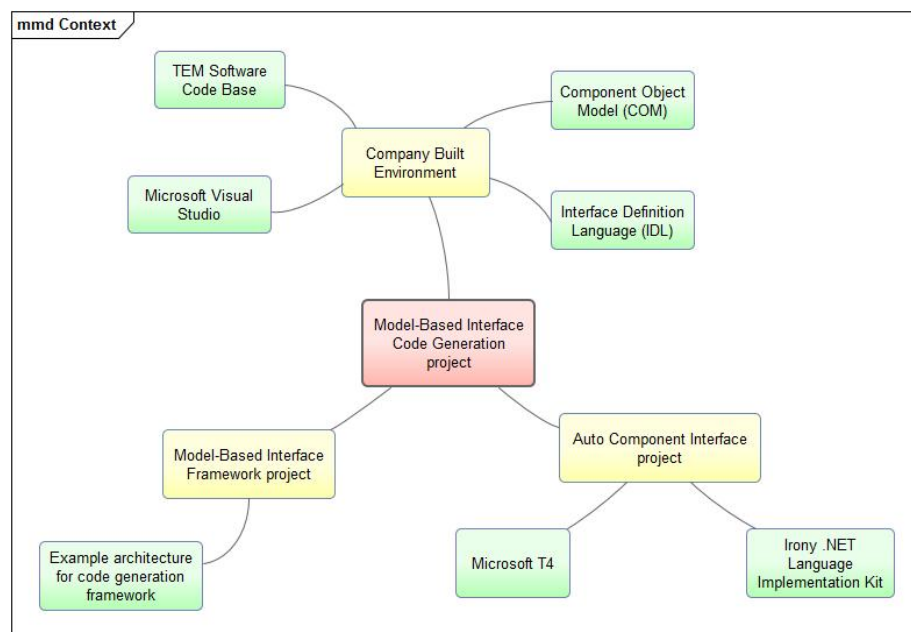 mmd Context
TEM Software
Code Base
Component Object
Model (COM)
Company Built
Environment
Microsoft Visual
Studio
Interface Definition
Language (IDL)
Model-Based Interface
Code Generation
project
Model-Based Interface
Framework project
Auto Component Interface
project
Example architecture
for code generation
framework
Microsoft T4
Irony .NET
Language
Implementation Kit